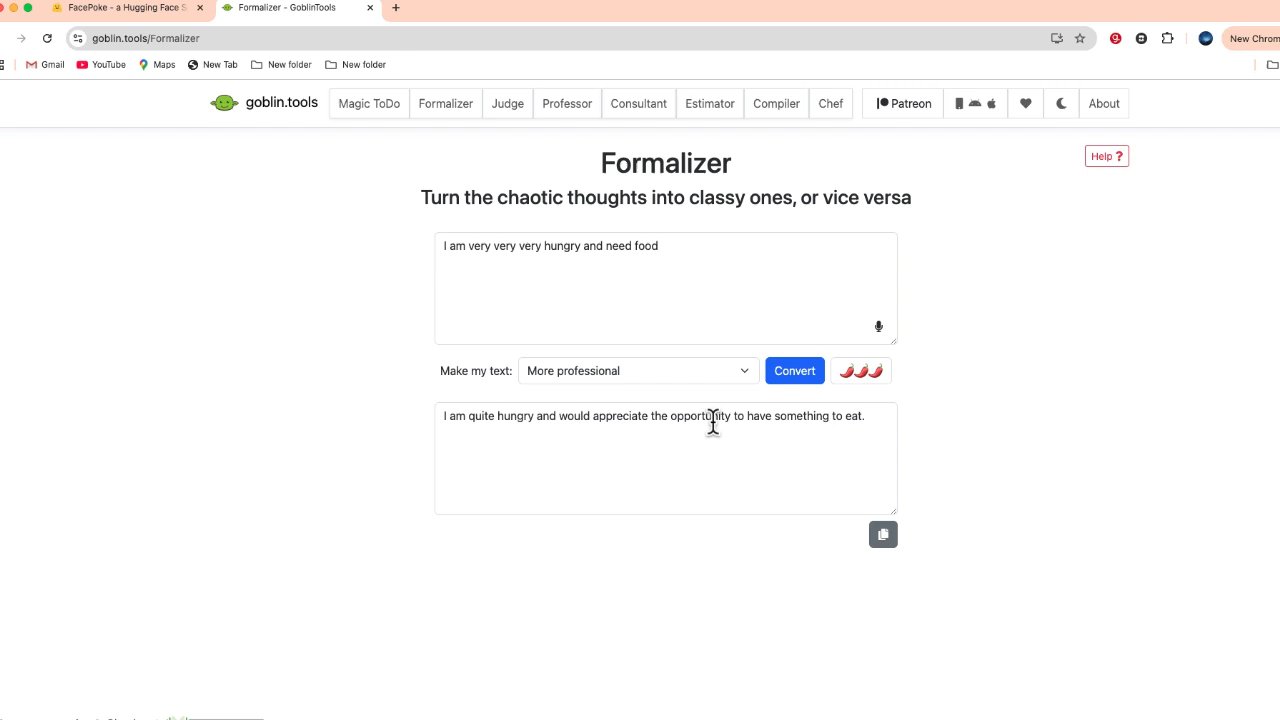 FacePoke - a Hugging Face S
Formalizer - GoblinTools
goblin.tools/Formalizer
New Chrom
Gmail
YouTube
Maps
New Tab
New folder
New folder
goblin.tools
Magic ToDo
Formalizer
Judge
Professor
Consultant
Estimator
Compiler
Chef
Patreon
About
Formalizer
Help ?
Turn the chaotic thoughts into classy ones, or vice versa
I am very very very hungry and need food
Make my text:
More professional
Convert
I am quite hungry and would appreciate the opportunity to have something to eat.